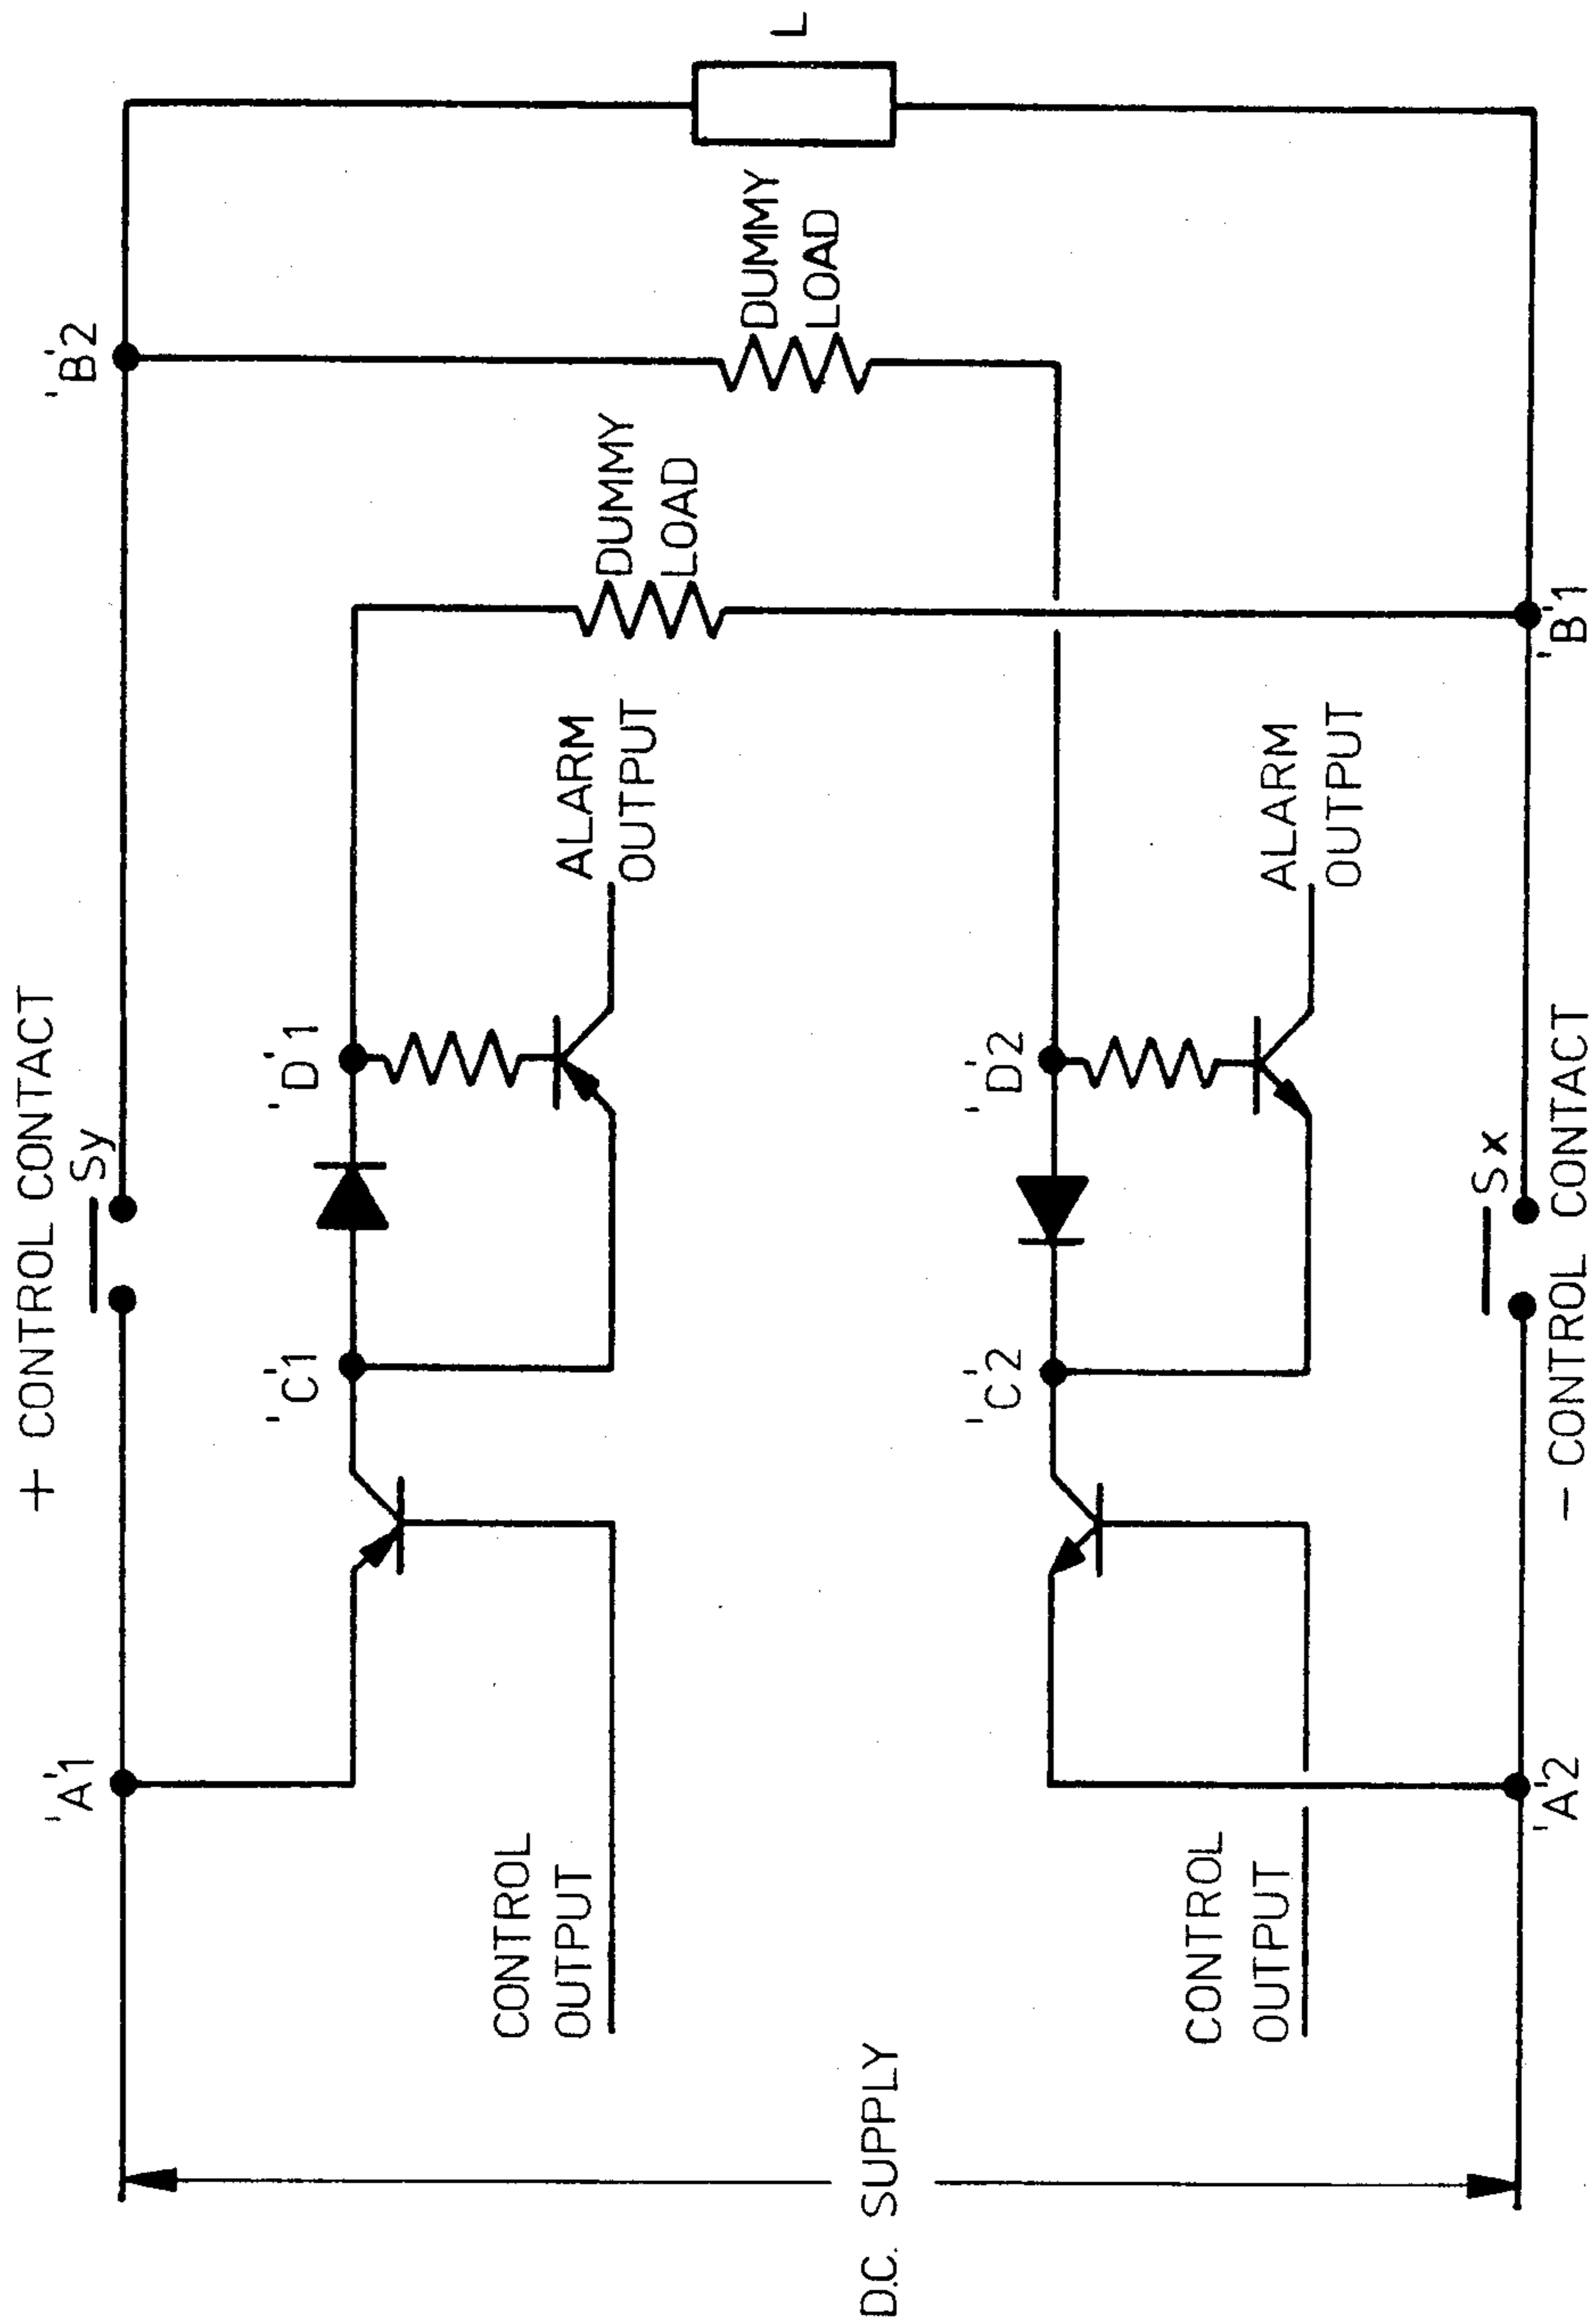 + CONTROL CONTACT
Sy
'A'1
'B'2
'C'1
'D'1
CONTROL
OUTPUT
ALARM
OUTPUT
DUMMY
LOAD
DUMMY
LOAD
L
D.C. SUPPLY
'C'2
'D'2
CONTROL
OUTPUT
ALARM
OUTPUT
Sx
'A'2
'B'1
- CONTROL CONTACT